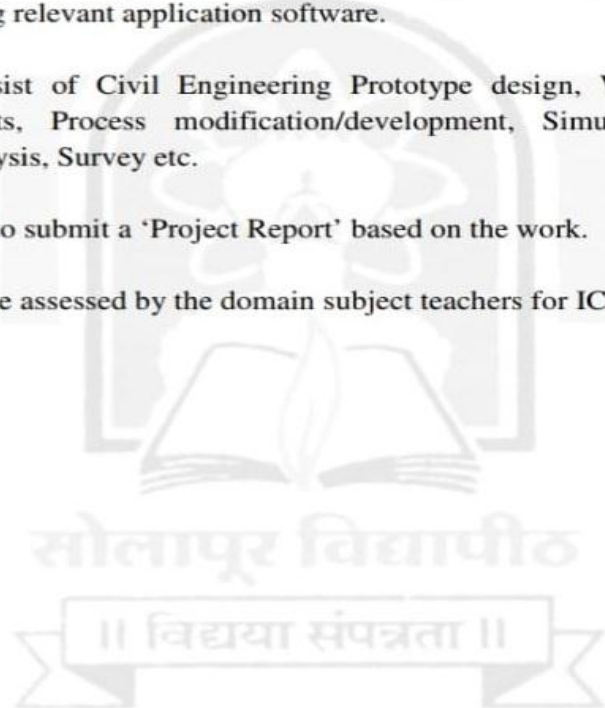 relevant application software.
sist of Civil Engineering Prototype design,
ts, Process modification/development, Simu
ysis, Survey etc.
o submit a ‘Project Report’ based on the work.
e assessed by the domain subject teachers for IC
सोलापूर विद्यापीठ
॥ विद्यया संपन्नता ॥